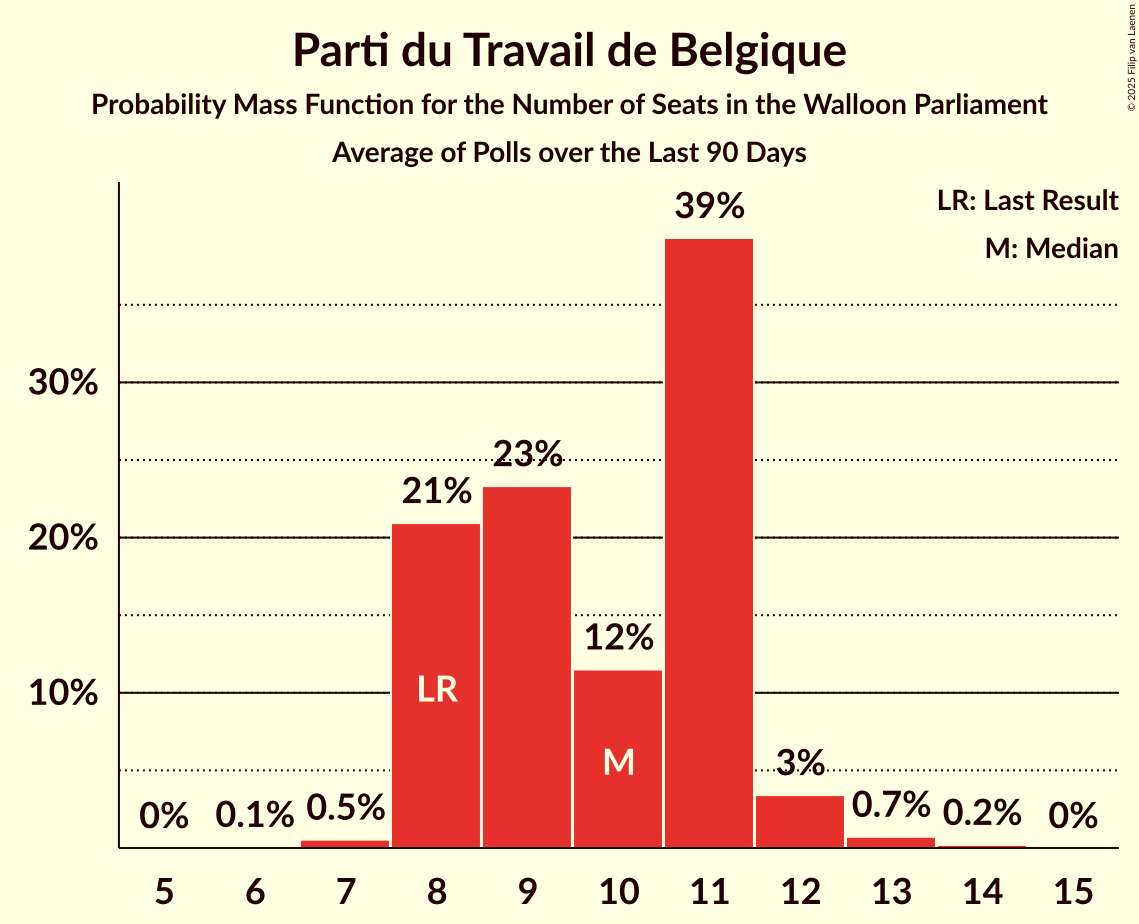 Parti du Travail de Belgique
Probability Mass Function for the Number of Seats in the Walloon Parliament
Average of Polls over the Last 90 Days
© 2025 Filip van Laenen
LR: Last Result
M: Median
39%
30%
23%
21%
20%
12%
10%
LR
M
3%
0%
0.1%
0.5%
0.7%
0.2%
0%
5 6 7 8 9 10 11 12 13 14 15